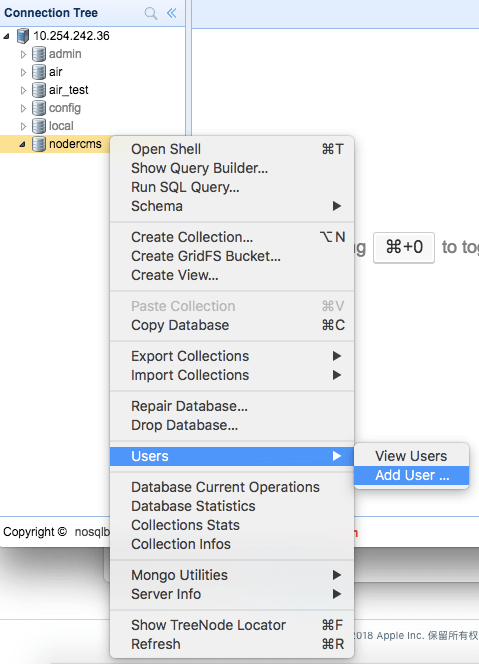 Connection Tree
10.254.242.36
admin
air
air_test
config
local
nodercms
Open Shell ⌘T
Show Query Builder...
Run SQL Query...
Schema
Create Collection... ⌥N
Create GridFS Bucket...
Create View...
Paste Collection ⌘V
Copy Database ⌘C
Export Collections
Import Collections
Repair Database...
Drop Database...
Users
View Users
Add User ...
Database Current Operations
Database Statistics
Collections Stats
Collection Infos
Mongo Utilities
Server Info
Show TreeNode Locator ⌘F
Refresh ⌘R
⌘+0 to tog
Copyright © nosqlb
2018 Apple Inc. 保留所有权